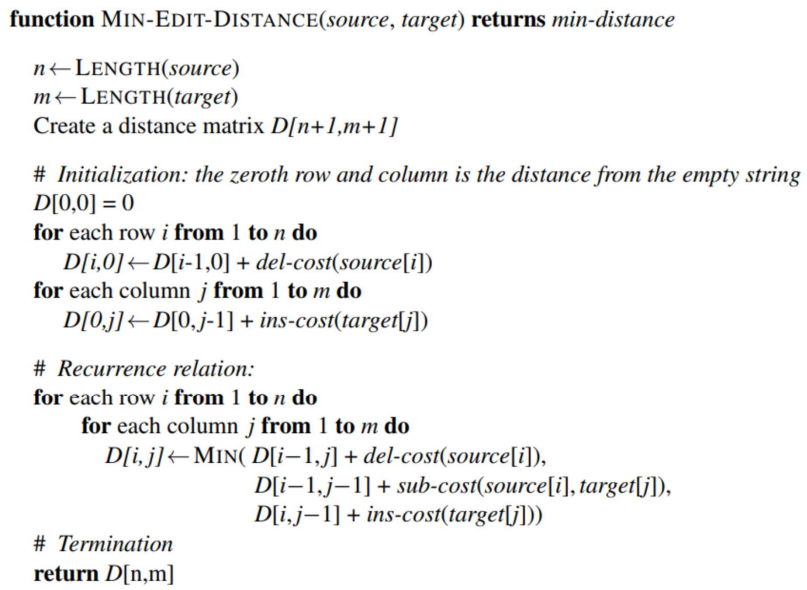 function MIN-EDIT-DISTANCE(source, target) returns min-distance
n←LENGTH(source)
m←LENGTH(target)
Create a distance matrix D[n+1,m+1]
# Initialization: the zeroth row and column is the distance from the empty string
D[0,0] = 0
for each row i from 1 to n do
D[i,0]←D[i-1,0] + del-cost(source[i])
for each column j from 1 to m do
D[0,j]←D[0,j-1] + ins-cost(target[j])
# Recurrence relation:
for each row i from 1 to n do
for each column j from 1 to m do
D[i,j]←MIN( D[i−1,j] + del-cost(source[i]),
D[i−1,j−1] + sub-cost(source[i],target[j]),
D[i,j−1] + ins-cost(target[j]))
# Termination
return D[n,m]